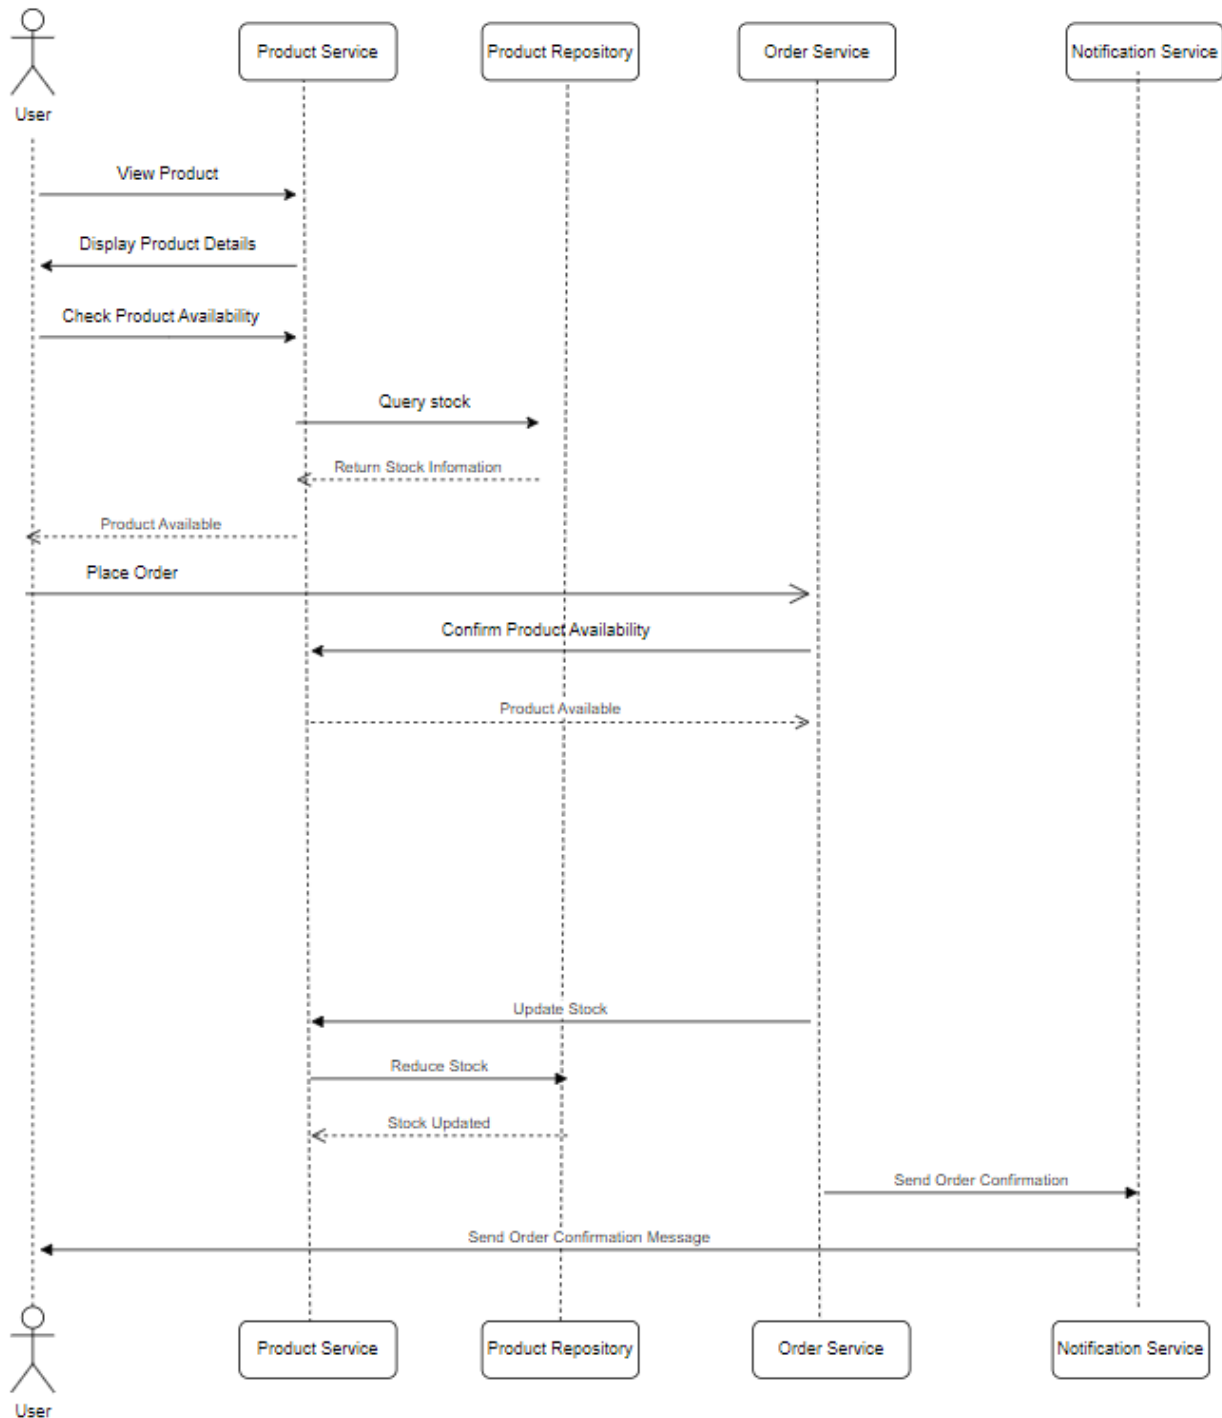 Product Service
Product Repository
Order Service
Notification Service
User
View Product
Display Product Details
Check Product Availability
Query stock
Return Stock Infomation
Product Available
Place Order
Confirm Product Availability
Product Available
Update Stock
Reduce Stock
Stock Updated
Send Order Confirmation
Send Order Confirmation Message
Product Service
Product Repository
Order Service
Notification Service
User